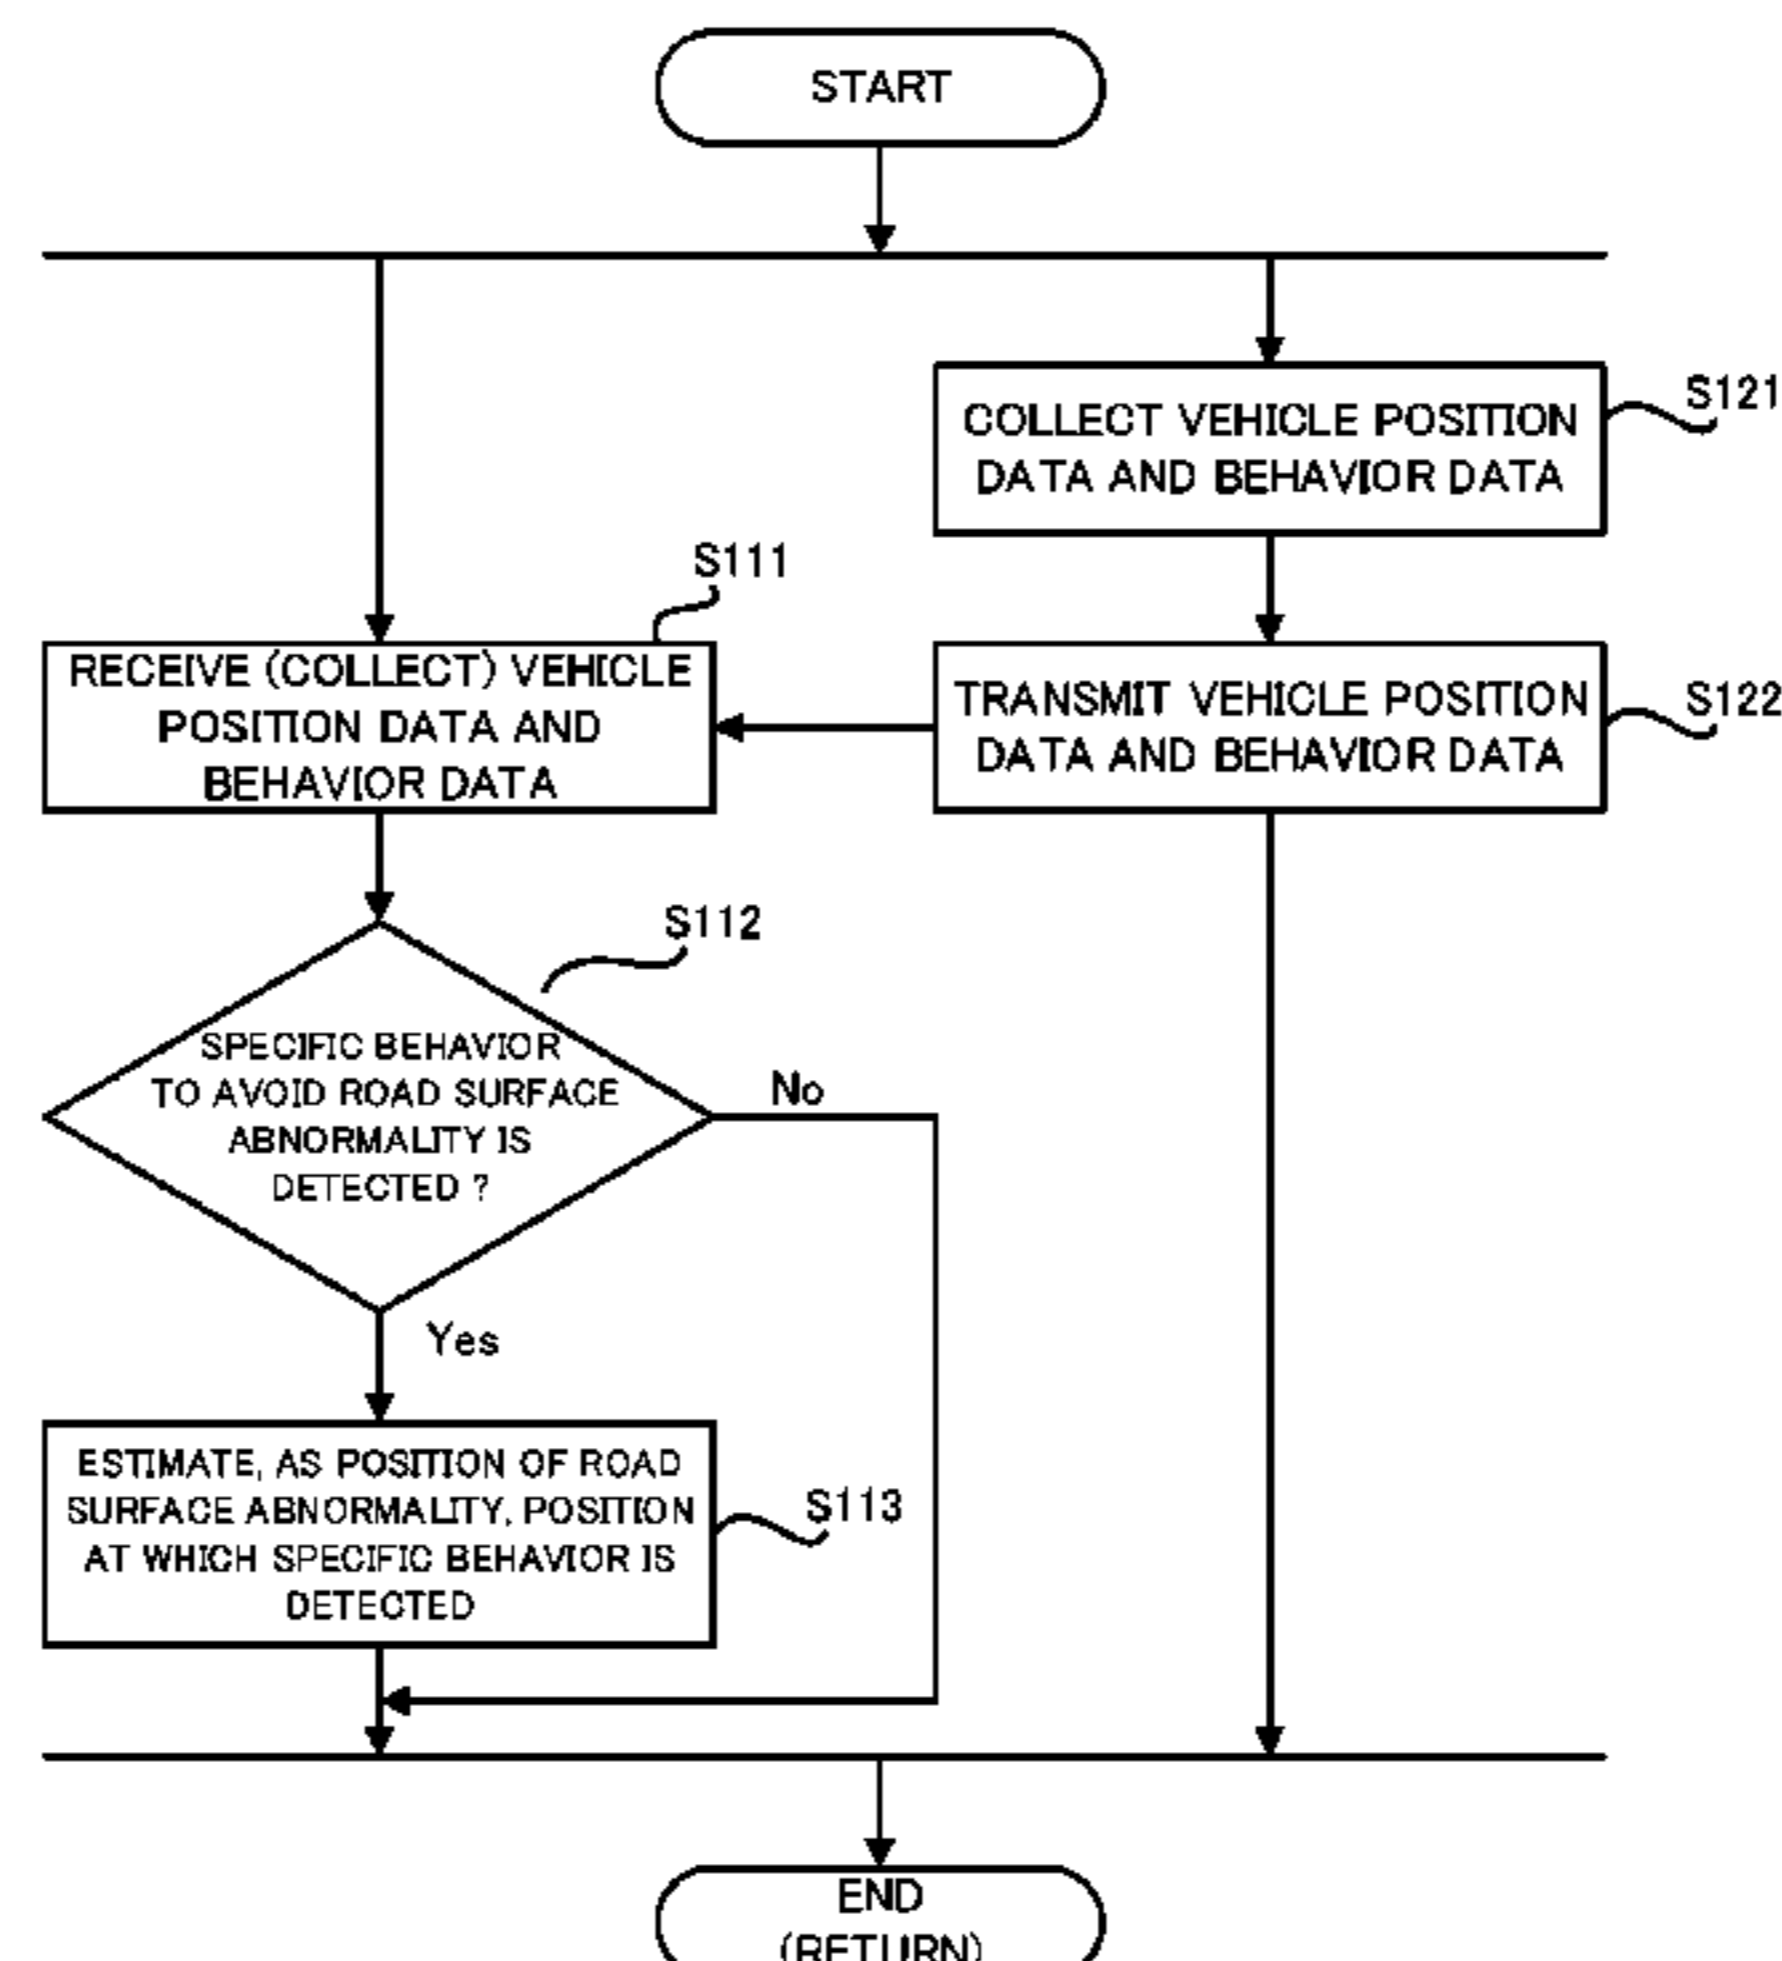 START
COLLECT VEHICLE POSITION
DATA AND BEHAVIOR DATA
S121
S111
RECEIVE (COLLECT) VEHICLE
POSITION DATA AND
BEHAVIOR DATA
TRANSMIT VEHICLE POSITION
DATA AND BEHAVIOR DATA
S122
S112
SPECIFIC BEHAVIOR
TO AVOID ROAD SURFACE
ABNORMALITY IS
DETECTED ?
No
Yes
ESTIMATE, AS POSITION OF ROAD
SURFACE ABNORMALITY, POSITION
AT WHICH SPECIFIC BEHAVIOR IS
DETECTED
S113
END
(RETURN)